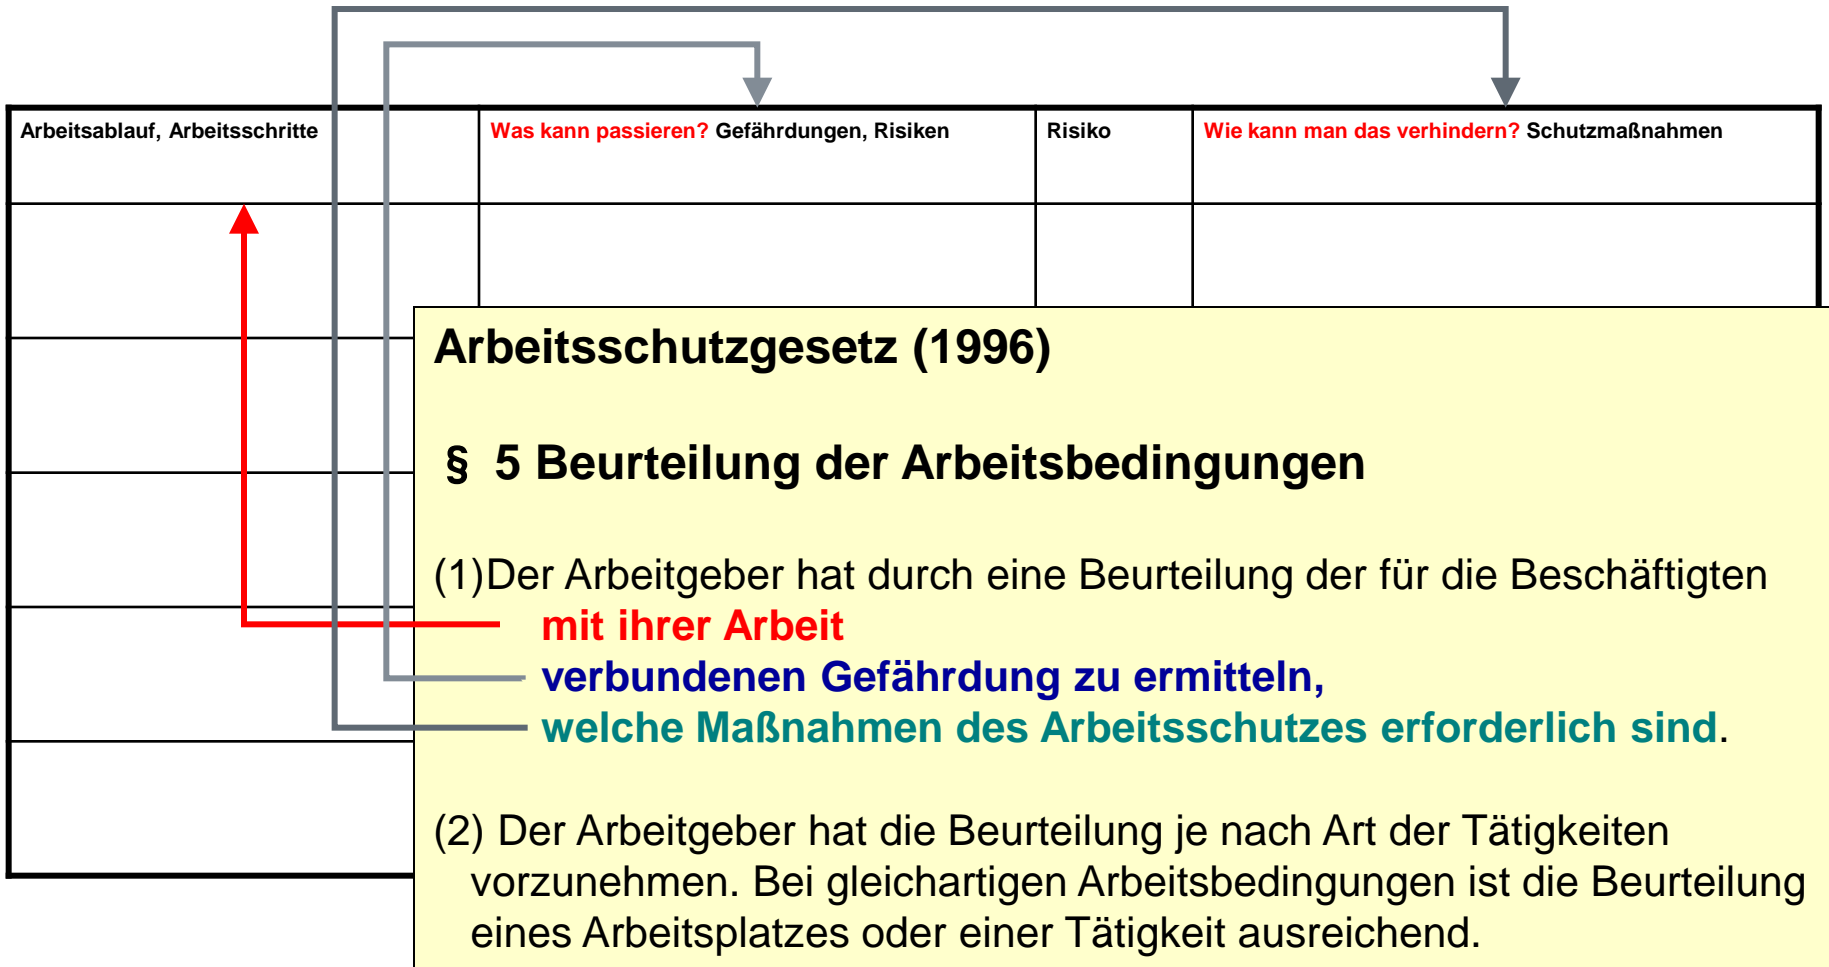 Arbeitsablauf, Arbeitsschritte
Was kann passieren? Gefährdungen, Risiken
Risiko
Wie kann man das verhindern? Schutzmaßnahmen
Arbeitsschutzgesetz (1996)
§ 5 Beurteilung der Arbeitsbedingungen
(1)Der Arbeitgeber hat durch eine Beurteilung der für die Beschäftigten
mit ihrer Arbeit
verbundenen Gefährdung zu ermitteln,
welche Maßnahmen des Arbeitsschutzes erforderlich sind.
(2) Der Arbeitgeber hat die Beurteilung je nach Art der Tätigkeiten
vorzunehmen. Bei gleichartigen Arbeitsbedingungen ist die Beurteilung
eines Arbeitsplatzes oder einer Tätigkeit ausreichend.